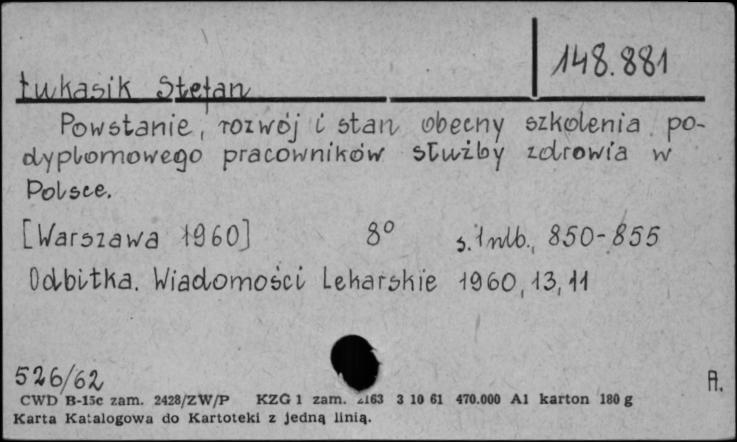 148.881
Łukasik Stefan
Powstanie, rozwój i stan obecny szkolenia po-
dyplomowego pracowników służby zdrowia w
Polsce.
[Warszawa 1960] 8° s. 1 nlb., 850-855
Odbitka. Wiadomości Lekarskie 1960, 13, 11
526/62
A.
CWD B-15c zam. 2428/ZW/P KZG 1 zam. 2163 3 10 61 470.000 A1 karton 180 g
Karta Katalogowa do Kartoteki z jedną linią.